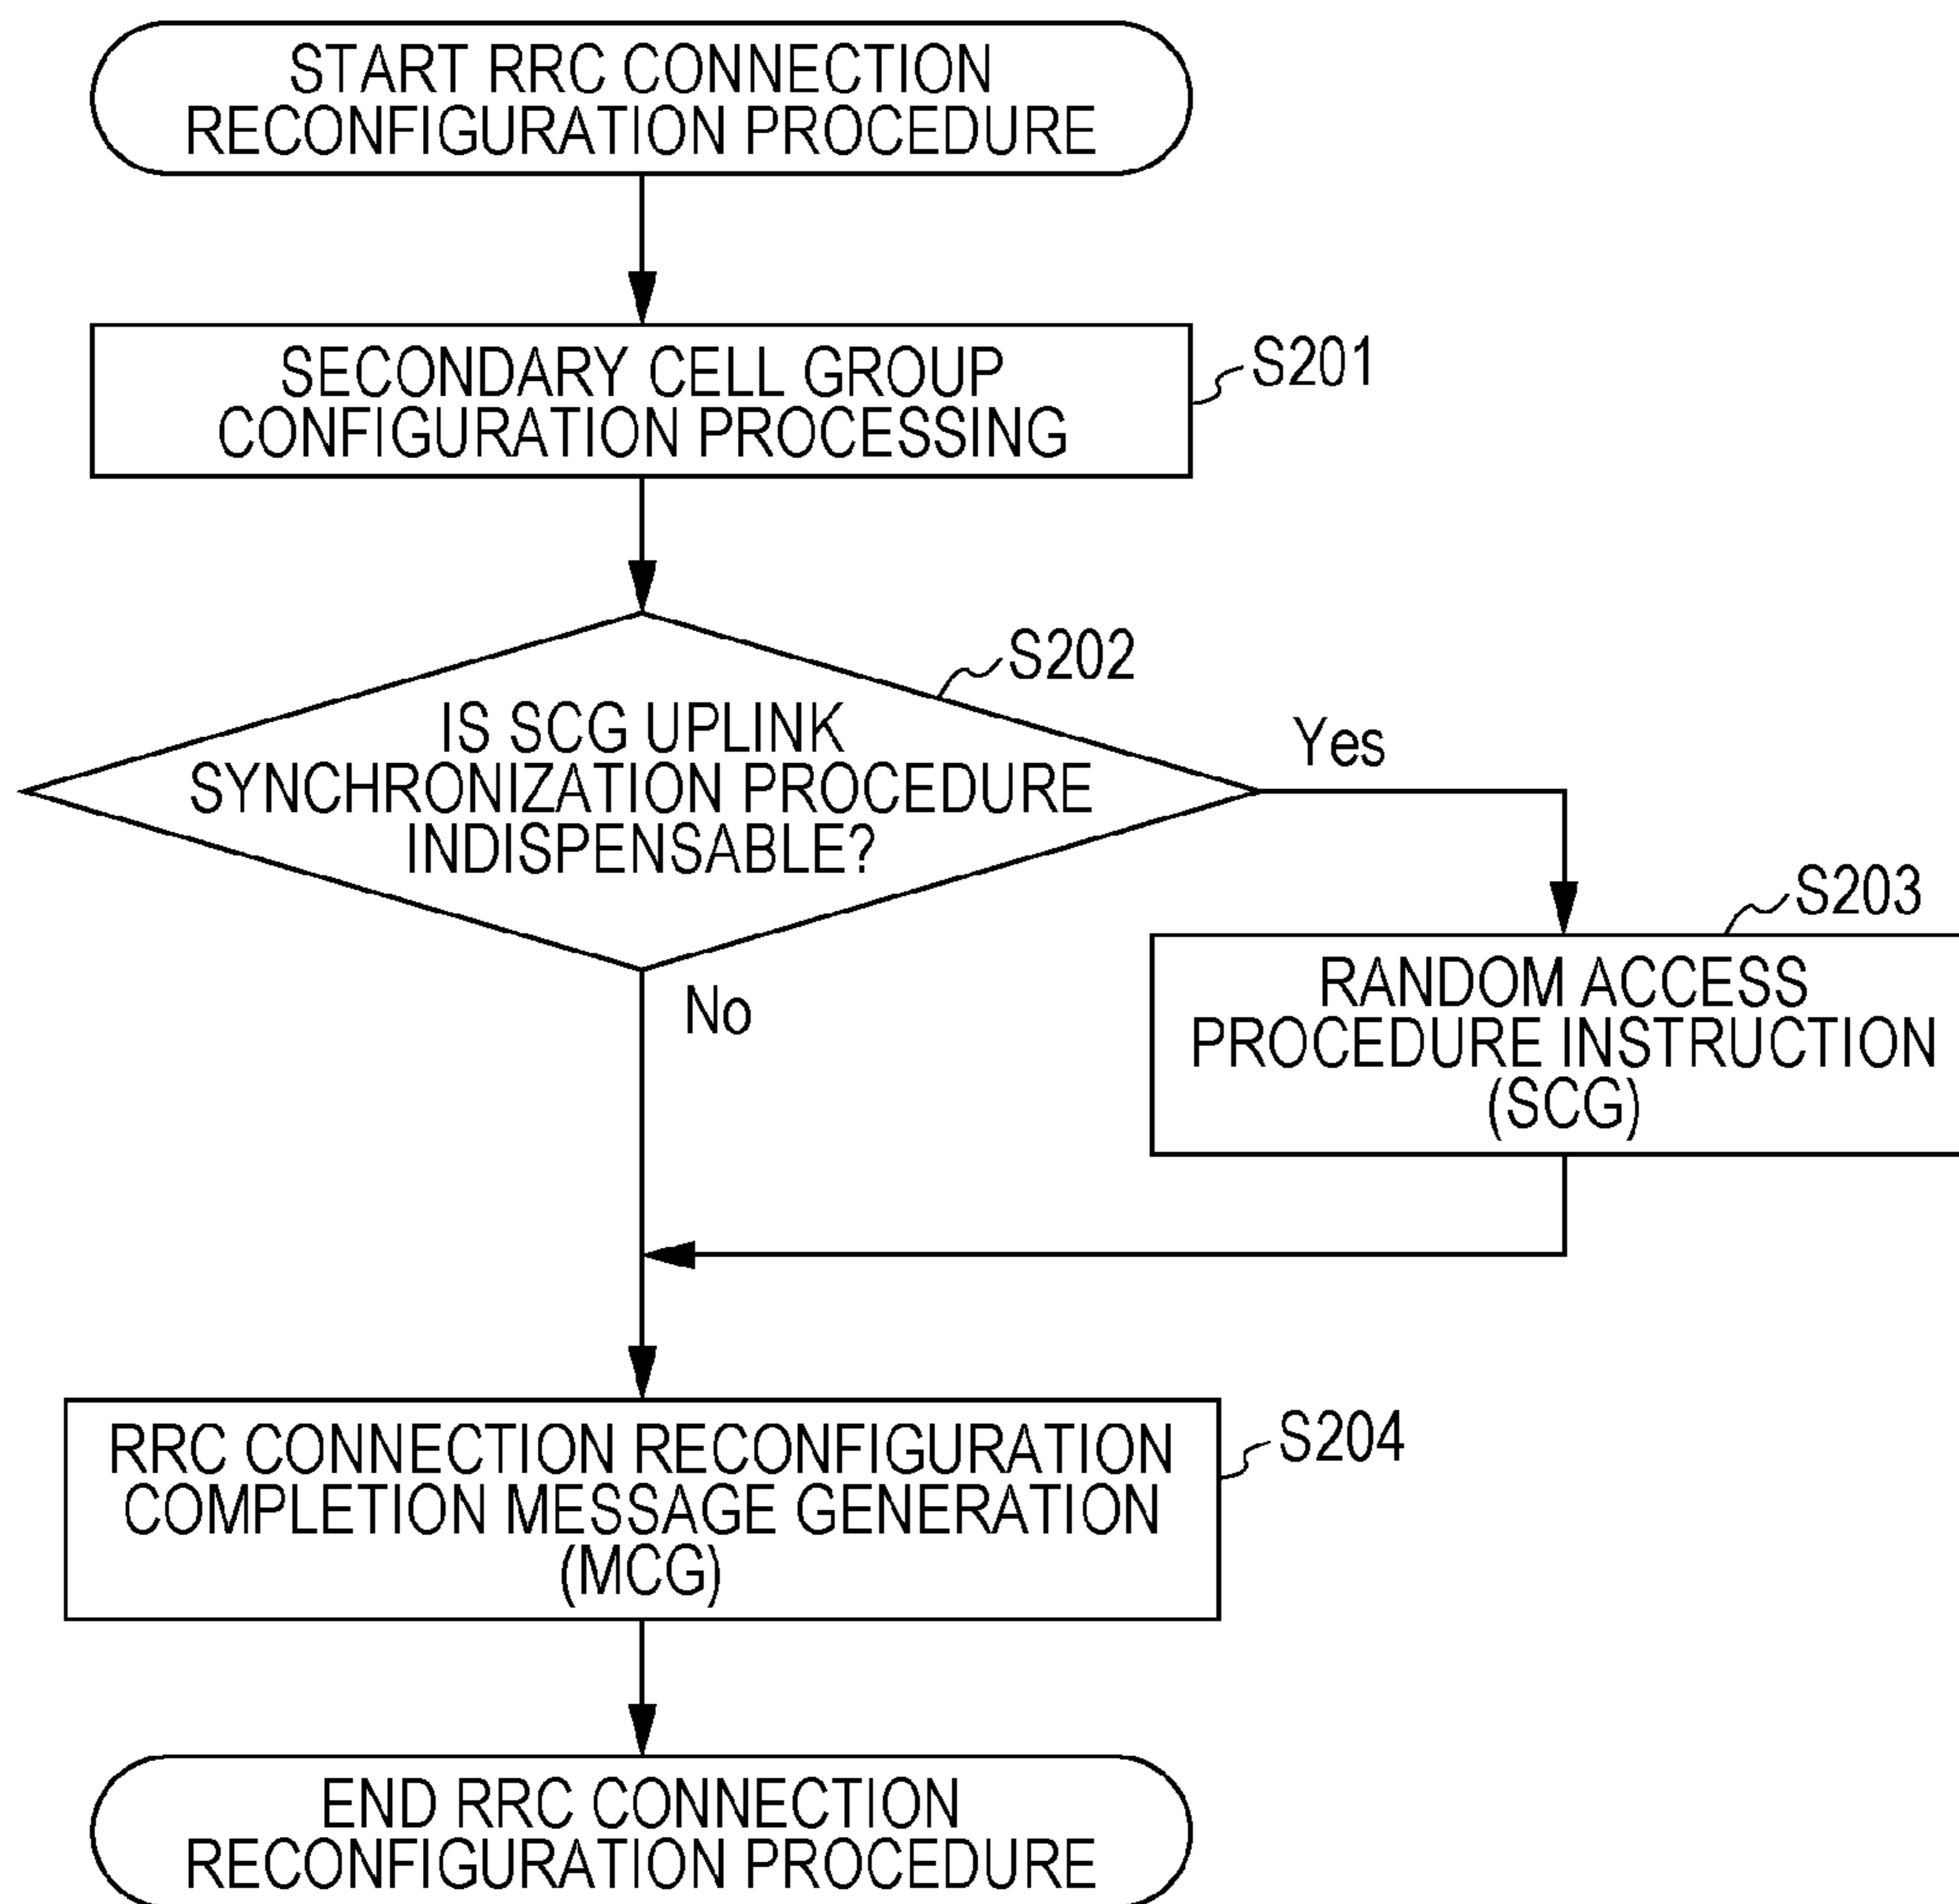 START RRC CONNECTION
RECONFIGURATION PROCEDURE
SECONDARY CELL GROUP
CONFIGURATION PROCESSING
S201
S202
IS SCG UPLINK
SYNCHRONIZATION PROCEDURE
INDISPENSABLE?
Yes
No
S203
RANDOM ACCESS
PROCEDURE INSTRUCTION
(SCG)
RRC CONNECTION RECONFIGURATION
COMPLETION MESSAGE GENERATION
(MCG)
S204
END RRC CONNECTION
RECONFIGURATION PROCEDURE